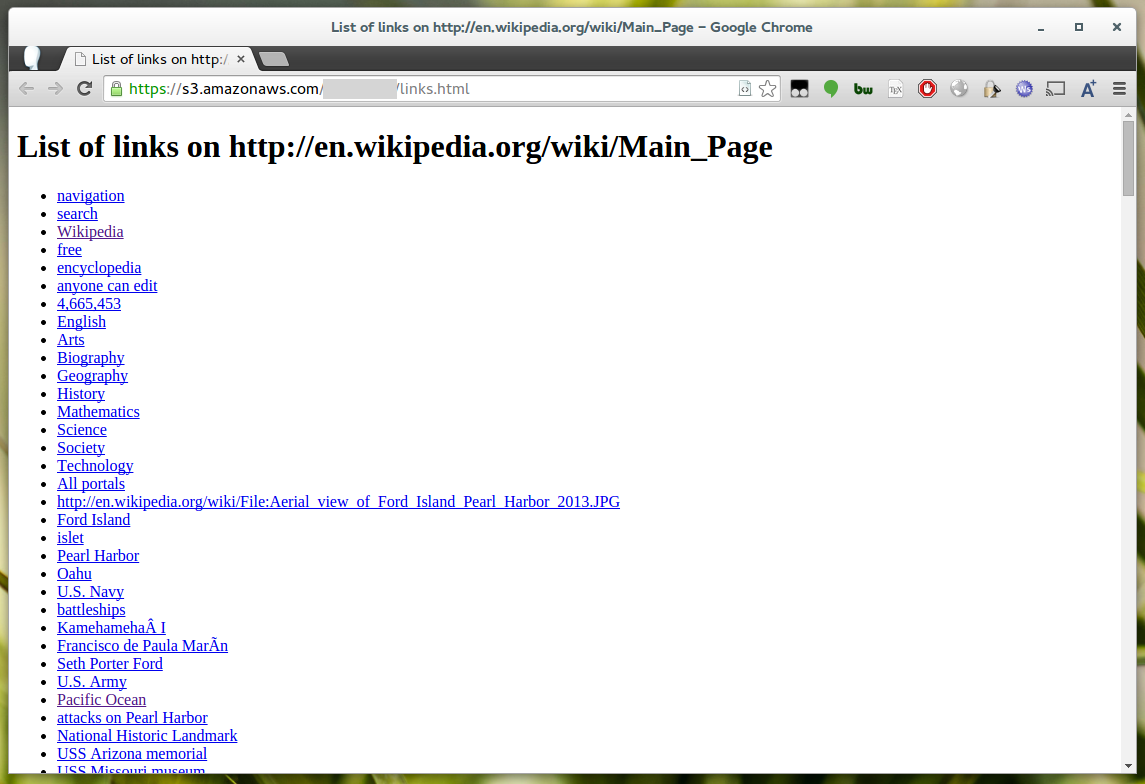 List of links on http://en.wikipedia.org/wiki/Main_Page - Google Chrome
List of links on http:/
https://s3.amazonaws.com/ /links.html
bw
TEX
Ws
A+
List of links on http://en.wikipedia.org/wiki/Main_Page
• navigation
• search
• Wikipedia
• free
• encyclopedia
• anyone can edit
• 4,665,453
• English
• Arts
• Biography
• Geography
• History
• Mathematics
• Science
• Society
• Technology
• All portals
• http://en.wikipedia.org/wiki/File:Aerial_view_of_Ford_Island_Pearl_Harbor_2013.JPG
• Ford Island
• islet
• Pearl Harbor
• Oahu
• U.S. Navy
• battleships
• KamehamehaÂ I
• Francisco de Paula MarÃn
• Seth Porter Ford
• U.S. Army
• Pacific Ocean
• attacks on Pearl Harbor
• National Historic Landmark
• USS Arizona memorial
• USS Missouri museum